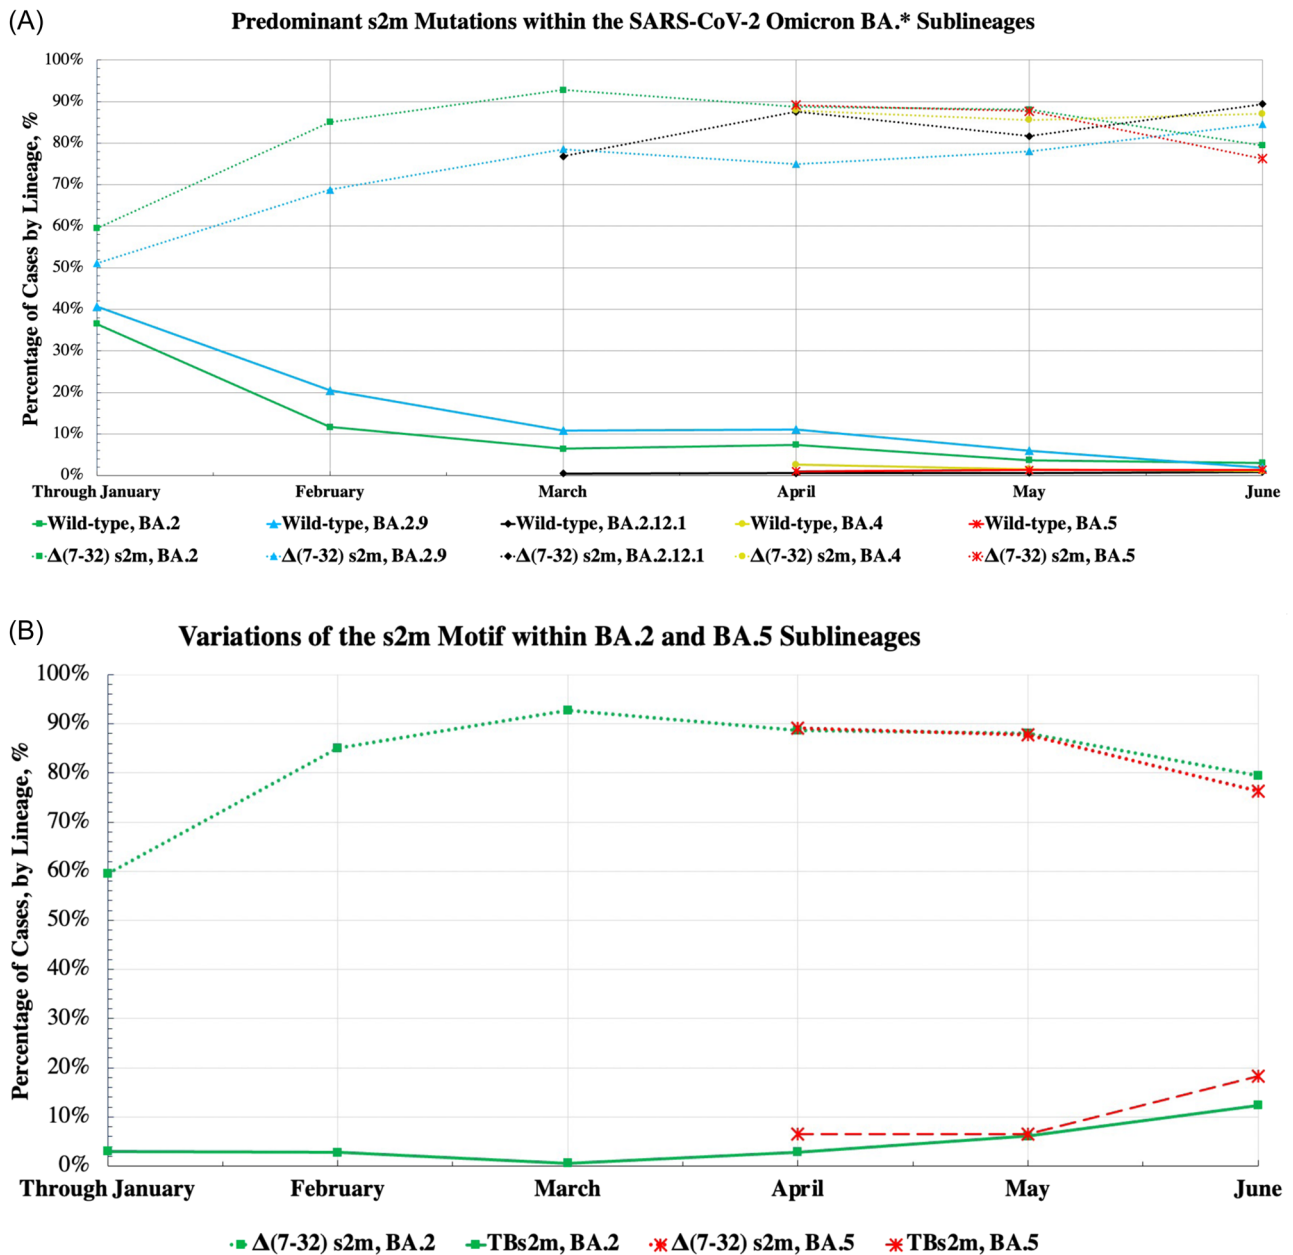 (A)
Predominant s2m Mutations within the SARS-CoV-2 Omicron BA.* Sublineages
Percentage of Cases by Lineage, %
100%
90%
80%
70%
60%
50%
40%
30%
20%
10%
0%
Through January February March April May June
Wild-type, BA.2 Wild-type, BA.2.9 Wild-type, BA.2.12.1 Wild-type, BA.4 Wild-type, BA.5
Δ(7-32) s2m, BA.2 Δ(7-32) s2m, BA.2.9 Δ(7-32) s2m, BA.2.12.1 Δ(7-32) s2m, BA.4 Δ(7-32) s2m, BA.5
(B)
Variations of the s2m Motif within BA.2 and BA.5 Sublineages
Percentage of Cases, by Lineage, %
100%
90%
80%
70%
60%
50%
40%
30%
20%
10%
0%
Through January February March April May June
Δ(7-32) s2m, BA.2 TBs2m, BA.2 Δ(7-32) s2m, BA.5 TBs2m, BA.5